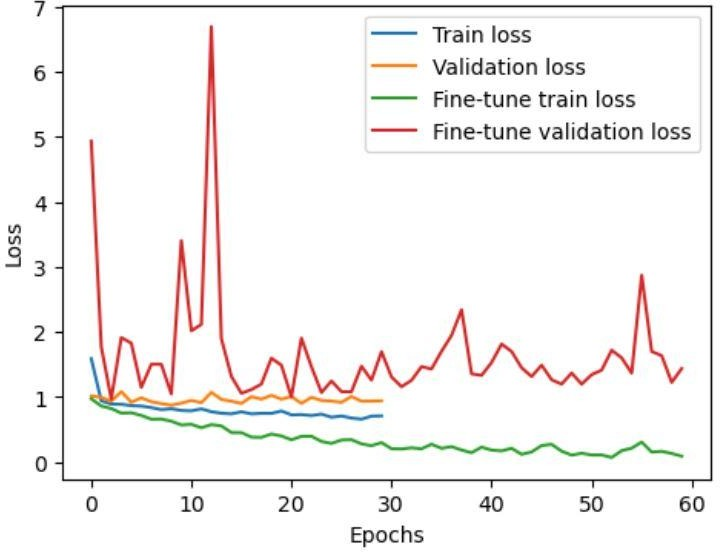 7
6
5
4
3
2
1
0
Loss
Train loss
Validation loss
Fine-tune train loss
Fine-tune validation loss
0 10 20 30 40 50 60
Epochs